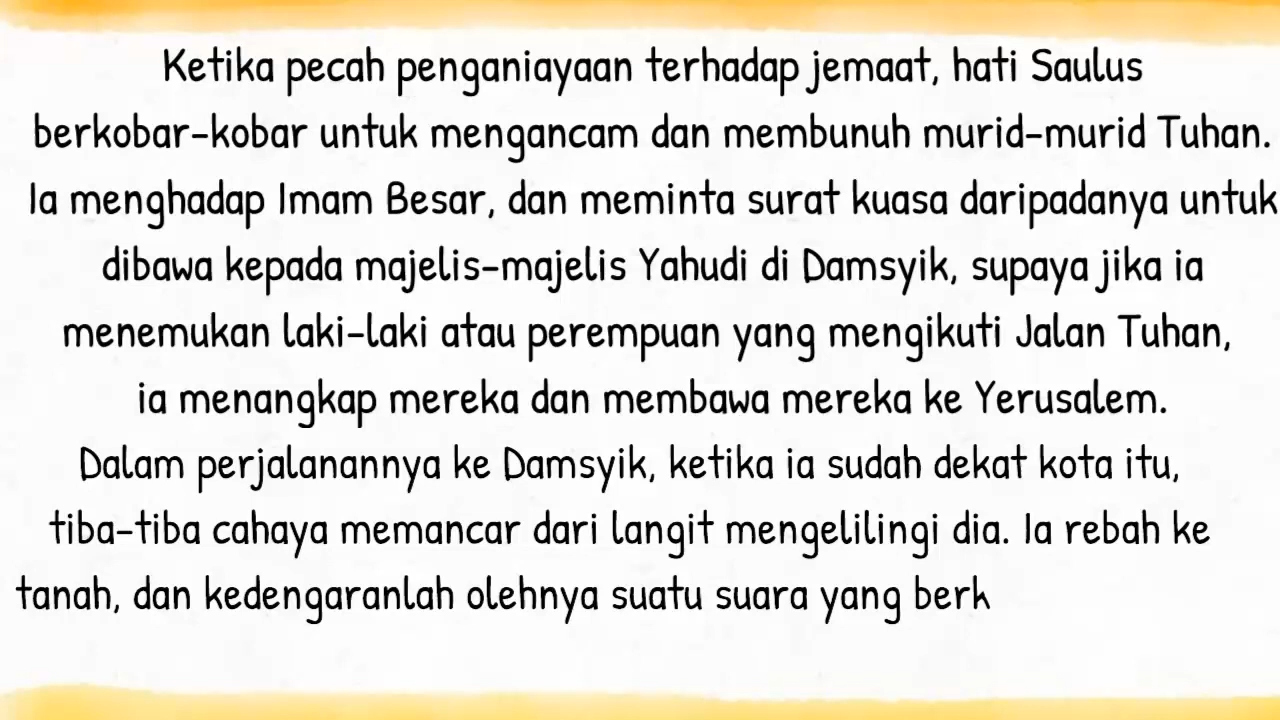 Ketika pecah penganiayaan terhadap jemaat, hati Saulus
berkobar-kobar untuk mengancam dan membunuh murid-murid Tuhan.
Ia menghadap Imam Besar, dan meminta surat kuasa daripadanya untuk
dibawa kepada majelis-majelis Yahudi di Damsyik, supaya jika ia
menemukan laki-laki atau perempuan yang mengikuti Jalan Tuhan,
ia menangkap mereka dan membawa mereka ke Yerusalem.
Dalam perjalanannya ke Damsyik, ketika ia sudah dekat kota itu,
tiba-tiba cahaya memancar dari langit mengelilingi dia. Ia rebah ke
tanah, dan kedengaranlah olehnya suatu suara yang berk